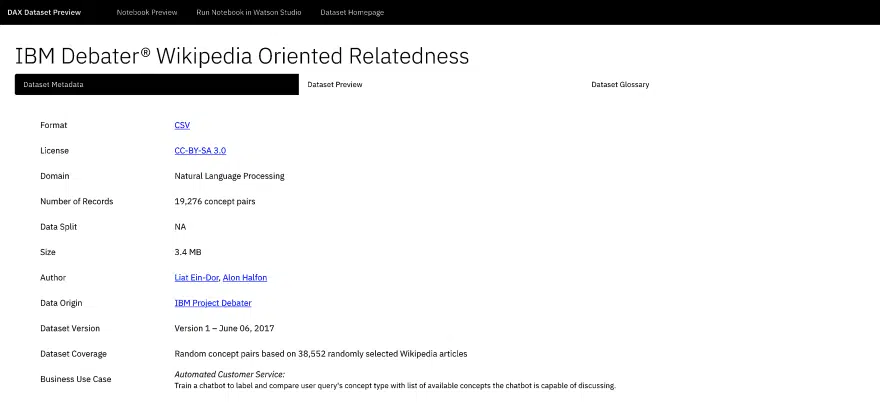 DAX Dataset Preview Notebook Preview Run Notebook in Watson Studio Dataset Homepage
IBM Debater® Wikipedia Oriented Relatedness
Dataset Metadata Dataset Preview Dataset Glossary
Format CSV
License CC-BY-SA 3.0
Domain Natural Language Processing
Number of Records 19,276 concept pairs
Data Split NA
Size 3.4 MB
Author Liat Ein-Dor, Alon Halfon
Data Origin IBM Project Debater
Dataset Version Version 1 – June 06, 2017
Dataset Coverage Random concept pairs based on 38,552 randomly selected Wikipedia articles
Business Use Case Automated Customer Service:
Train a chatbot to label and compare user query's concept type with list of available concepts the chatbot is capable of discussing.